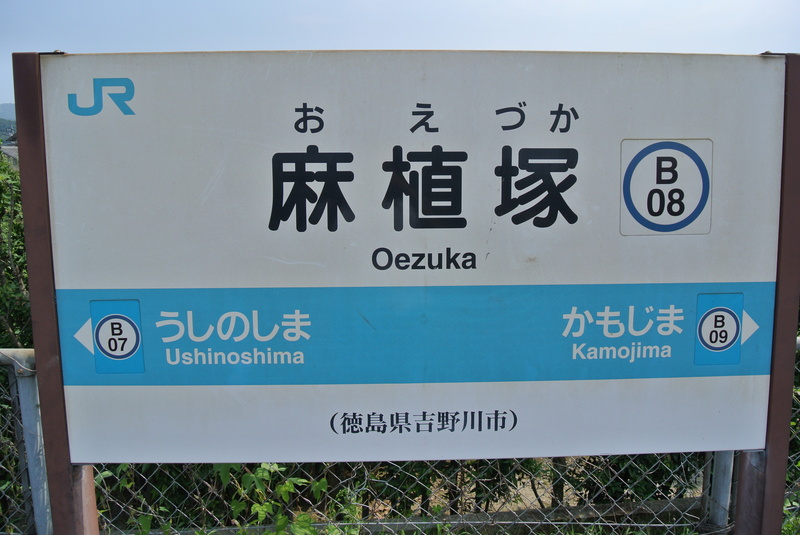 JR
おえづか
麻植塚
B
08
Oezuka
B
07
うしのしま
Ushinoshima
かもじま
Kamojima
B
09
(徳島県吉野川市)